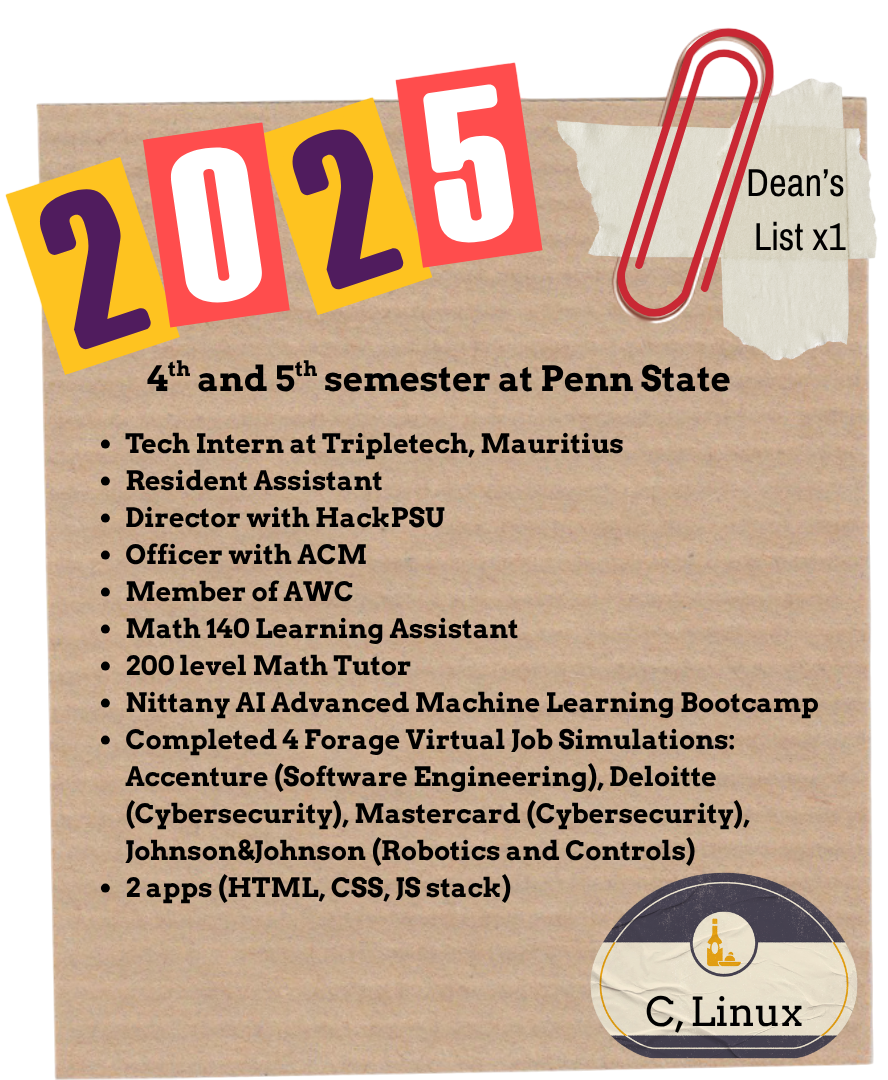 2025
Dean's
List x1
4th and 5th semester at Penn State
• Tech Intern at Tripletech, Mauritius
• Resident Assistant
• Director with HackPSU
• Officer with ACM
• Member of AWC
• Math 140 Learning Assistant
• 200 level Math Tutor
• Nittany AI Advanced Machine Learning Bootcamp
• Completed 4 Forage Virtual Job Simulations:
Accenture (Software Engineering), Deloitte
(Cybersecurity), Mastercard (Cybersecurity),
Johnson&Johnson (Robotics and Controls)
• 2 apps (HTML, CSS, JS stack)
C, Linux